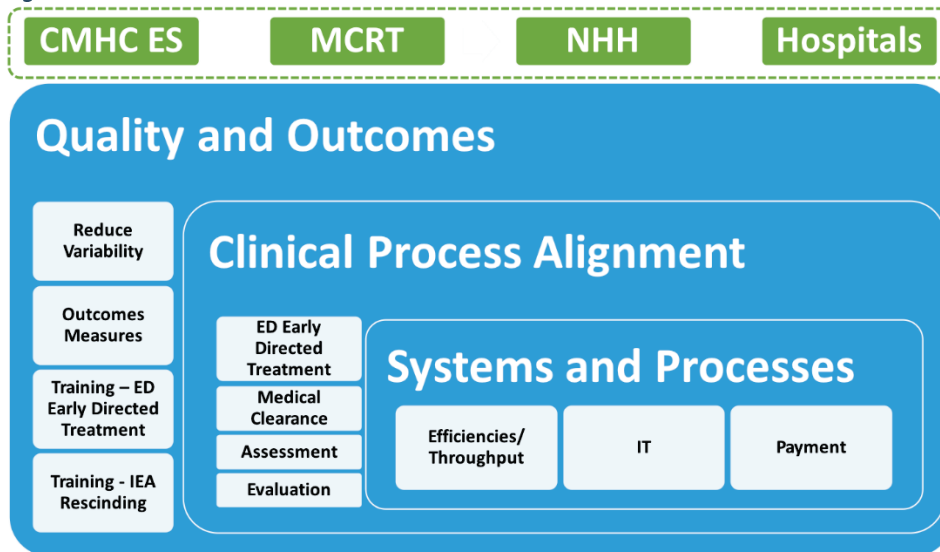 CMHC ES
MCRT
NHH
Hospitals
Quality and Outcomes
Reduce
Variability
Outcomes
Measures
Training – ED
Early Directed
Treatment
Training - IEA
Rescinding
Clinical Process Alignment
ED Early
Directed
Treatment
Medical
Clearance
Assessment
Evaluation
Systems and Processes
Efficiencies/
Throughput
IT
Payment